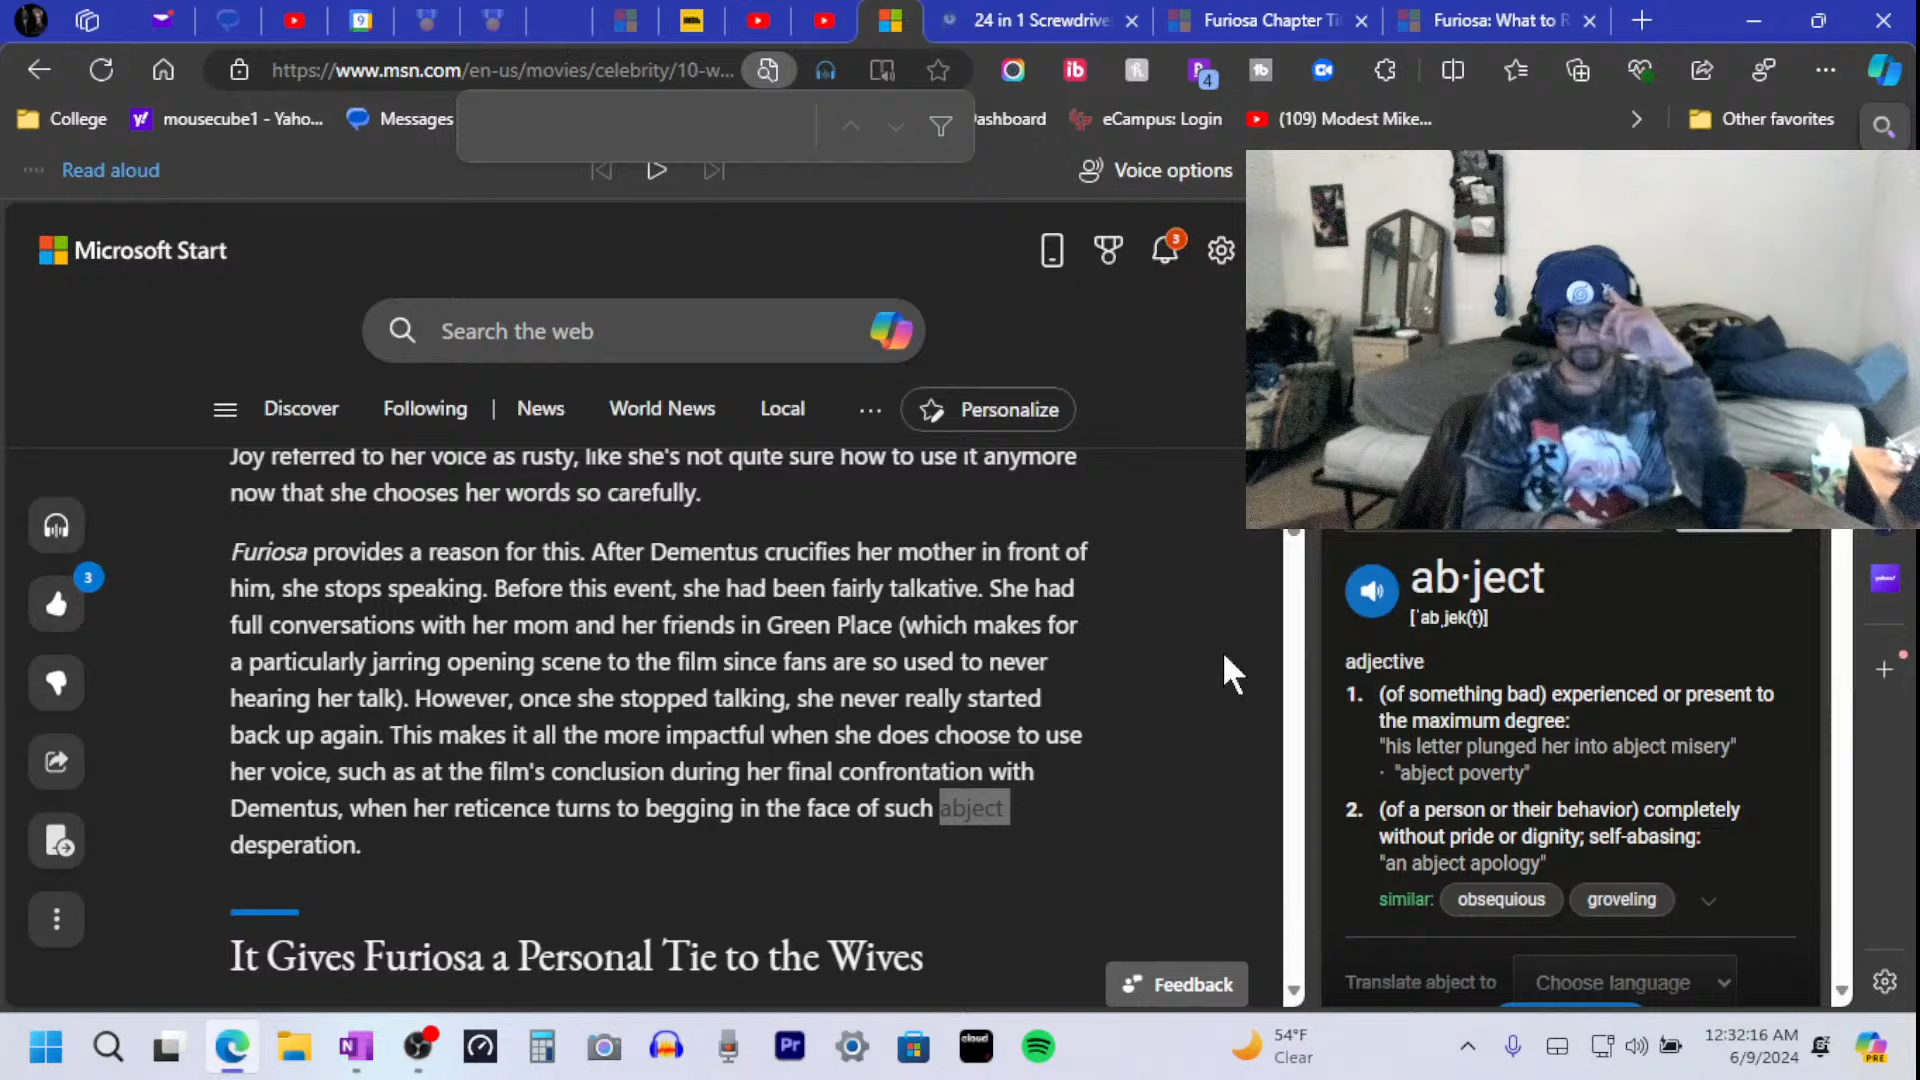 9
24 in 1 Screwdrive
Furiosa Chapter Ti
Furiosa: What to R
https://www.msn.com/en-us/movies/celebrity/10-w...
4
College
mousecube1 - Yaho...
Messages
Dashboard
eCampus: Login
(109) Modest Mike...
Other favorites
Read aloud
Voice options
Microsoft Start
3
Search the web
Discover
Following
News
World News
Local
Personalize
Joy referred to her voice as rusty, like she's not quite sure how to use it anymore
now that she chooses her words so carefully.
3
Furiosa provides a reason for this. After Dementus crucifies her mother in front of
him, she stops speaking. Before this event, she had been fairly talkative. She had
full conversations with her mom and her friends in Green Place (which makes for
a particularly jarring opening scene to the film since fans are so used to never
hearing her talk). However, once she stopped talking, she never really started
back up again. This makes it all the more impactful when she does choose to use
her voice, such as at the film's conclusion during her final confrontation with
Dementus, when her reticence turns to begging in the face of such abject
desperation.
It Gives Furiosa a Personal Tie to the Wives
Feedback
ab·ject
[ˈabˌjek(t)]
adjective
1. (of something bad) experienced or present to
the maximum degree:
"his letter plunged her into abject misery"
· "abject poverty"
2. (of a person or their behavior) completely
without pride or dignity; self-abasing:
"an abject apology"
similar: obsequious groveling
Translate abject to Choose language
54°F
Clear
12:32:16 AM
6/9/2024